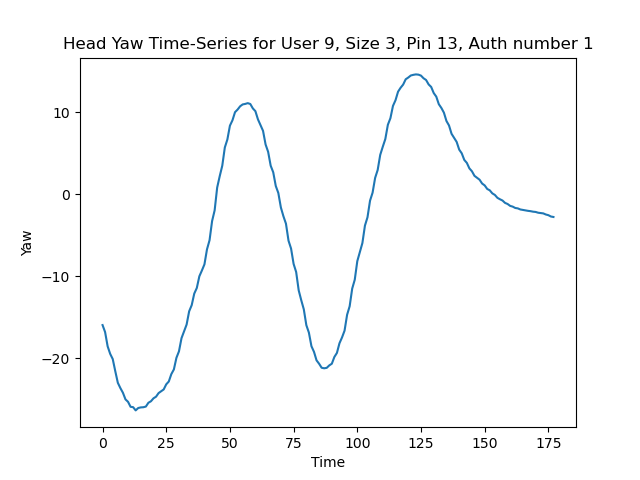 Head Yaw Time-Series for User 9, Size 3, Pin 13, Auth number 1
10
0
−10
−20
Yaw
0 25 50 75 100 125 150 175
Time